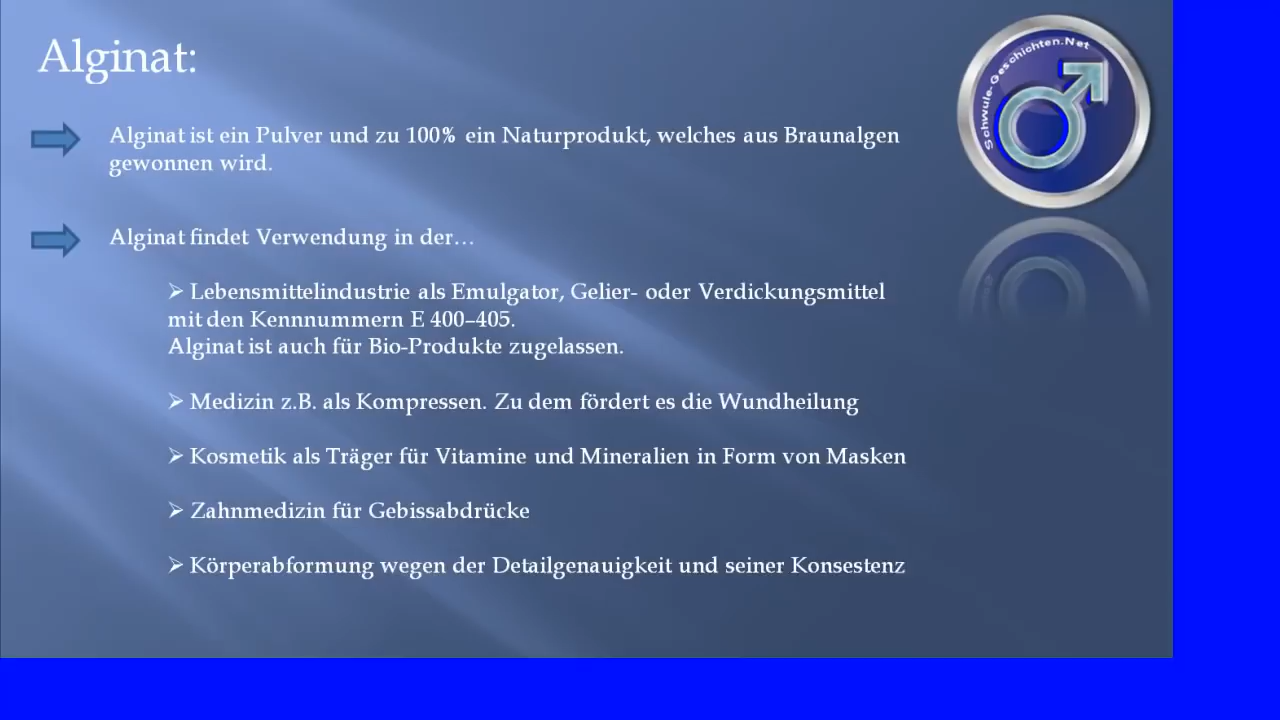 Alginat:
Schwule-Geschichten.Net
Alginat ist ein Pulver und zu 100% ein Naturprodukt, welches aus Braunalgen
gewonnen wird.
Alginat findet Verwendung in der…
➢ Lebensmittelindustrie als Emulgator, Gelier- oder Verdickungsmittel
mit den Kennnummern E 400–405.
Alginat ist auch für Bio-Produkte zugelassen.
➢ Medizin z.B. als Kompressen. Zu dem fördert es die Wundheilung
➢ Kosmetik als Träger für Vitamine und Mineralien in Form von Masken
➢ Zahnmedizin für Gebissabdrücke
➢ Körperabformung wegen der Detailgenauigkeit und seiner Konsestenz